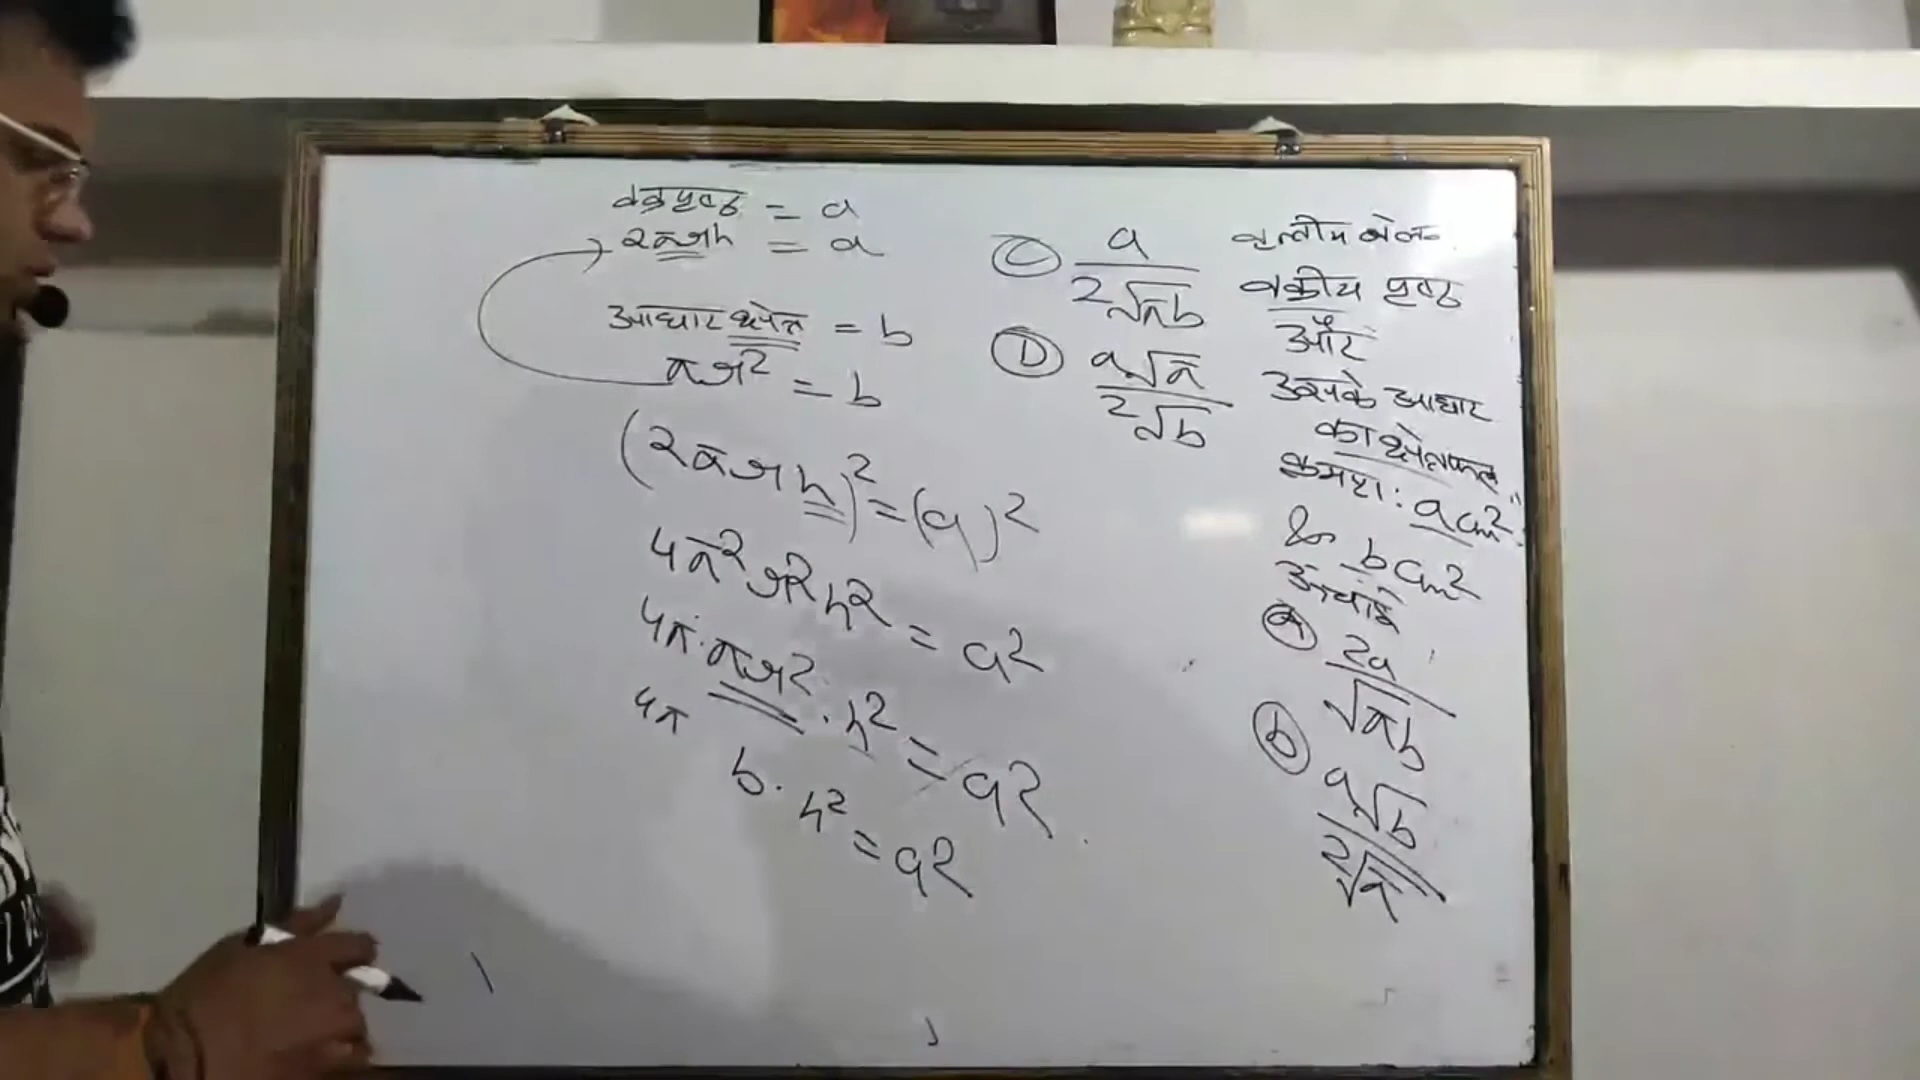 वक्रपृष्ठ = a
2πrh = a
आधार क्षेत्र = b
πr² = b
(2πrh)² = (a)²
4π²r²h² = a²
4π·πr²·h² = a²
4π b·h² = a²
C a/2√πb
D a√π/2√b
वृत्तीय बेलन
वक्रीय पृष्ठ
और
उसके आधार
का क्षेत्रफल
क्रमशः: a cm²
& b cm²
ऊंचाई
A 2a/√πb
B a√b/2√π